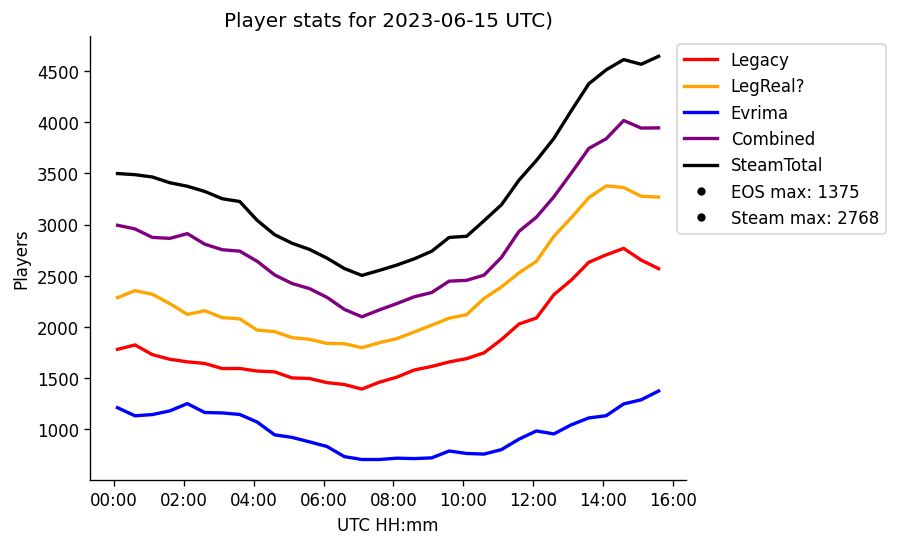 Player stats for 2023-06-15 UTC)
Players
4500
4000
3500
3000
2500
2000
1500
1000
00:00 02:00 04:00 06:00 08:00 10:00 12:00 14:00 16:00
UTC HH:mm
Legacy
LegReal?
Evrima
Combined
SteamTotal
EOS max: 1375
Steam max: 2768